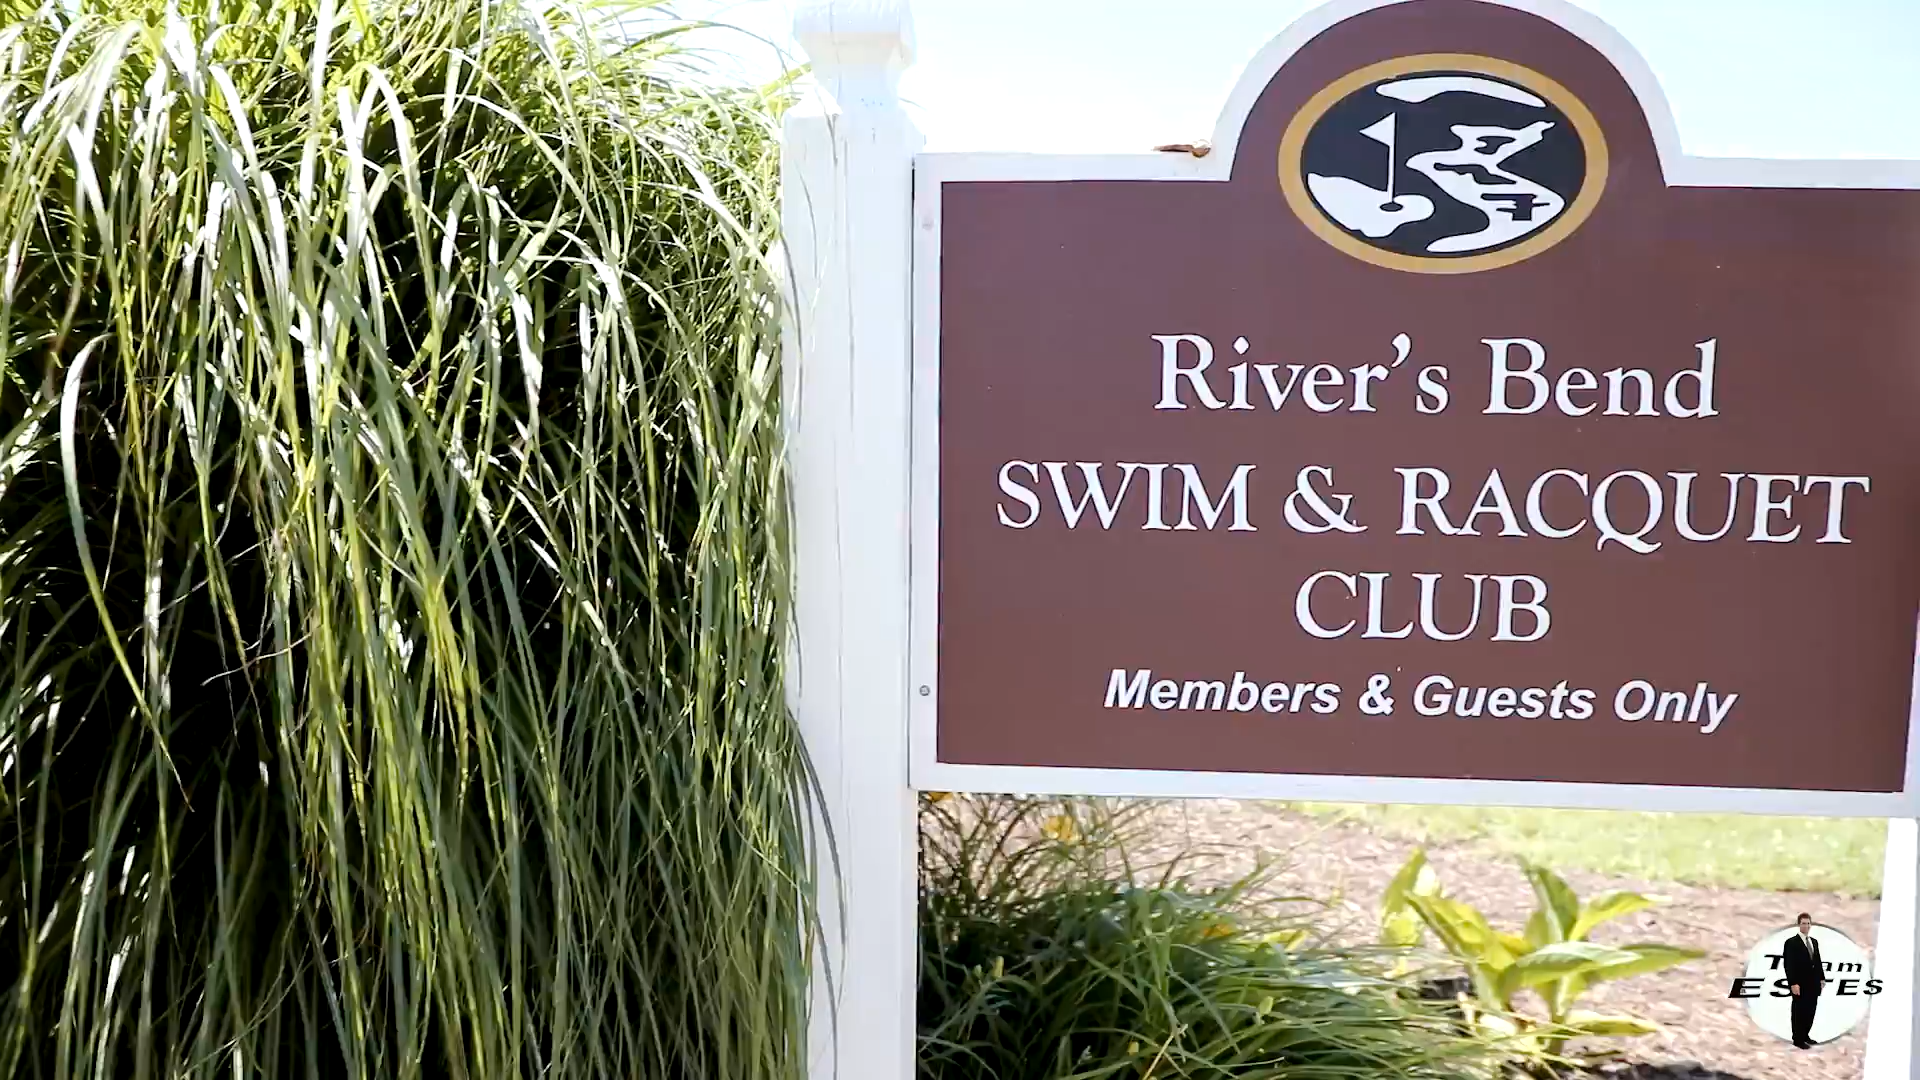 River's Bend
SWIM & RACQUET
CLUB
Members & Guests Only
Team
ESTES